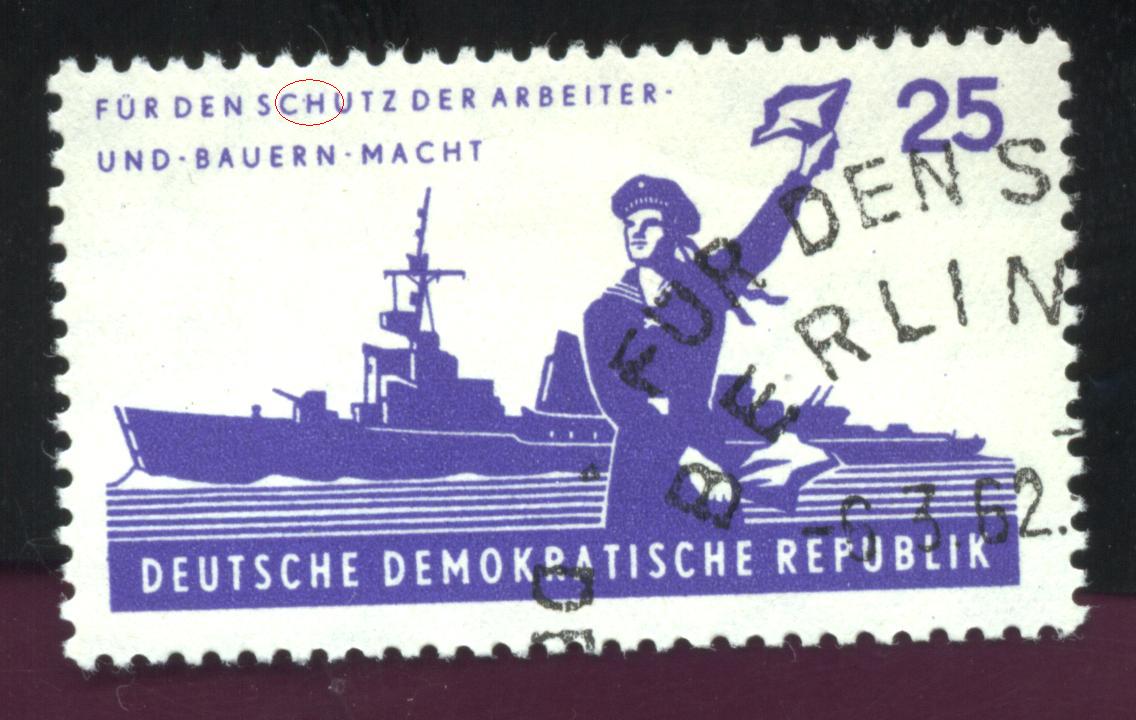 FÜR DEN SCHUTZ DER ARBEITER-
25
UND-BAUERN-MACHT
FÜR DEN S
BERLIN
-6.3.62.
DEUTSCHE DEMOKRATISCHE REPUBLIK